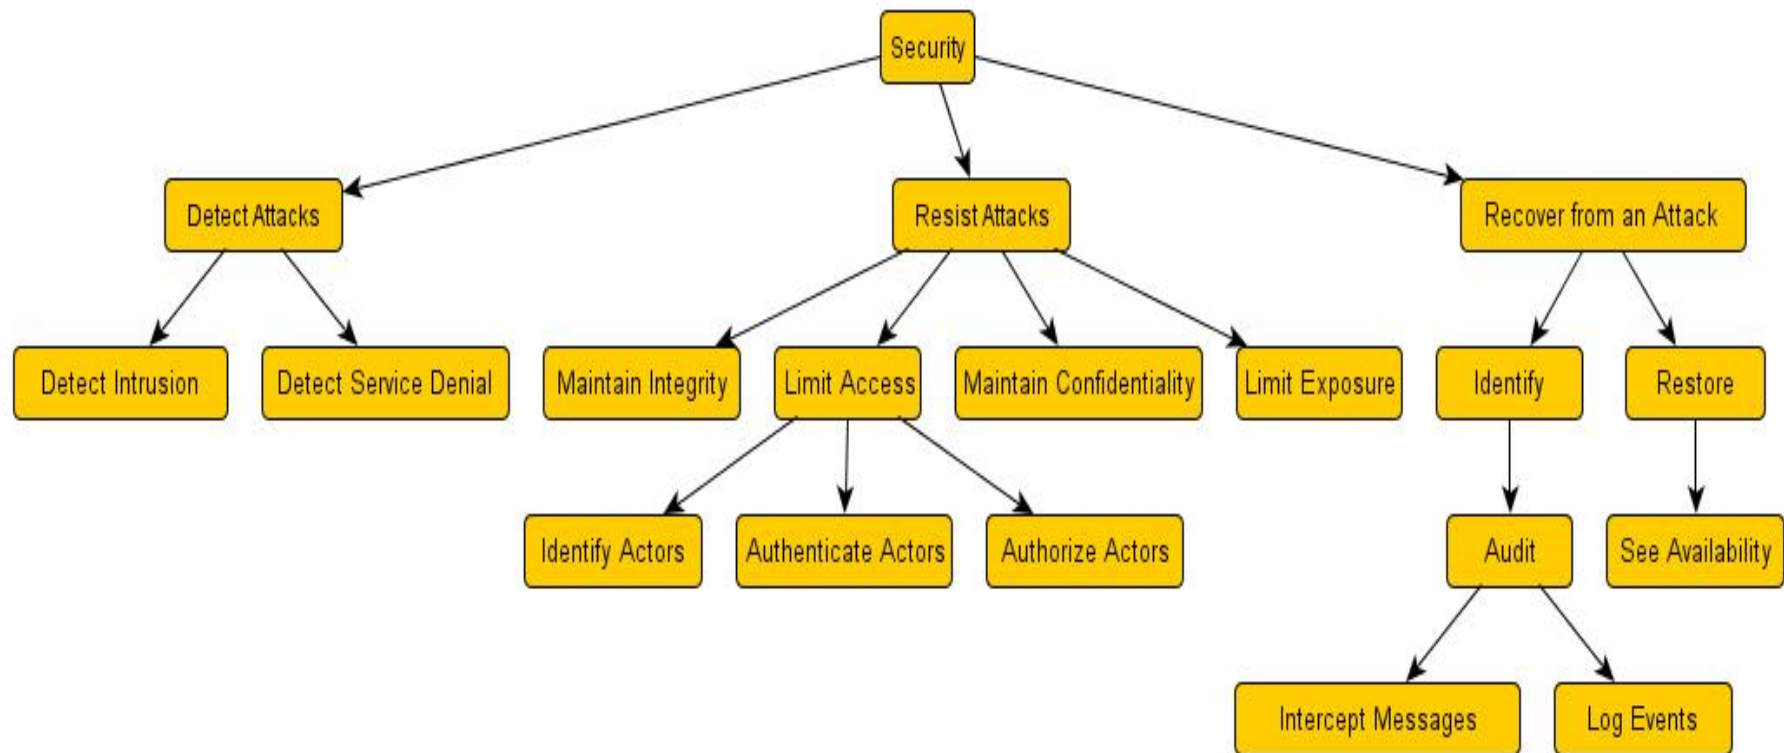 Security
Detect Attacks
Resist Attacks
Recover from an Attack
Detect Intrusion
Detect Service Denial
Maintain Integrity
Limit Access
Maintain Confidentiality
Limit Exposure
Identify
Restore
Identify Actors
Authenticate Actors
Authorize Actors
Audit
See Availability
Intercept Messages
Log Events